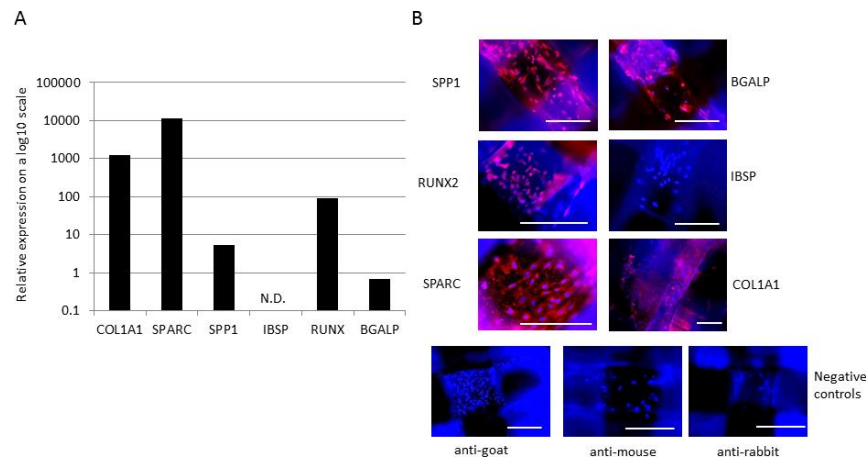 A
Relative expression on a log10 scale
100000
10000
1000
100
10
1
0.1
N.D.
COL1A1 SPARC SPP1 IBSP RUNX BGALP
B
SPP1
BGALP
RUNX2
IBSP
SPARC
COL1A1
Negative
controls
anti-goat anti-mouse anti-rabbit